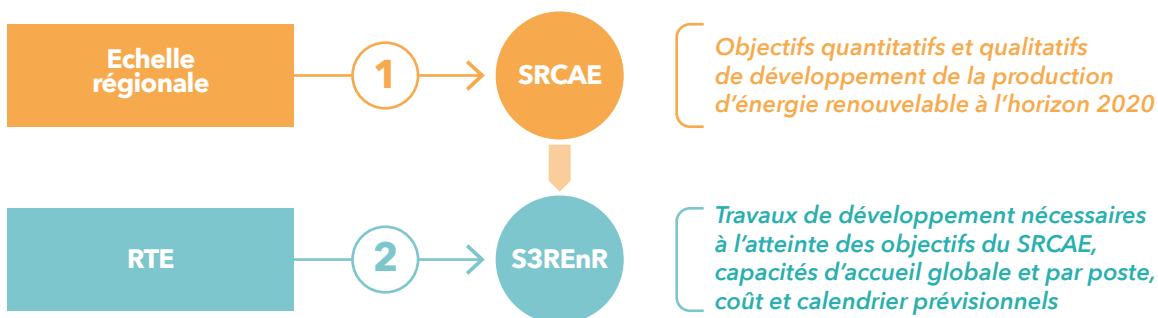 Echelle
régionale
1
SRCAE
Objectifs quantitatifs et qualitatifs
de développement de la production
d'énergie renouvelable à l'horizon 2020
RTE
2
S3REnR
Travaux de développement nécessaires
à l'atteinte des objectifs du SRCAE,
capacités d'accueil globale et par poste,
coût et calendrier prévisionnels